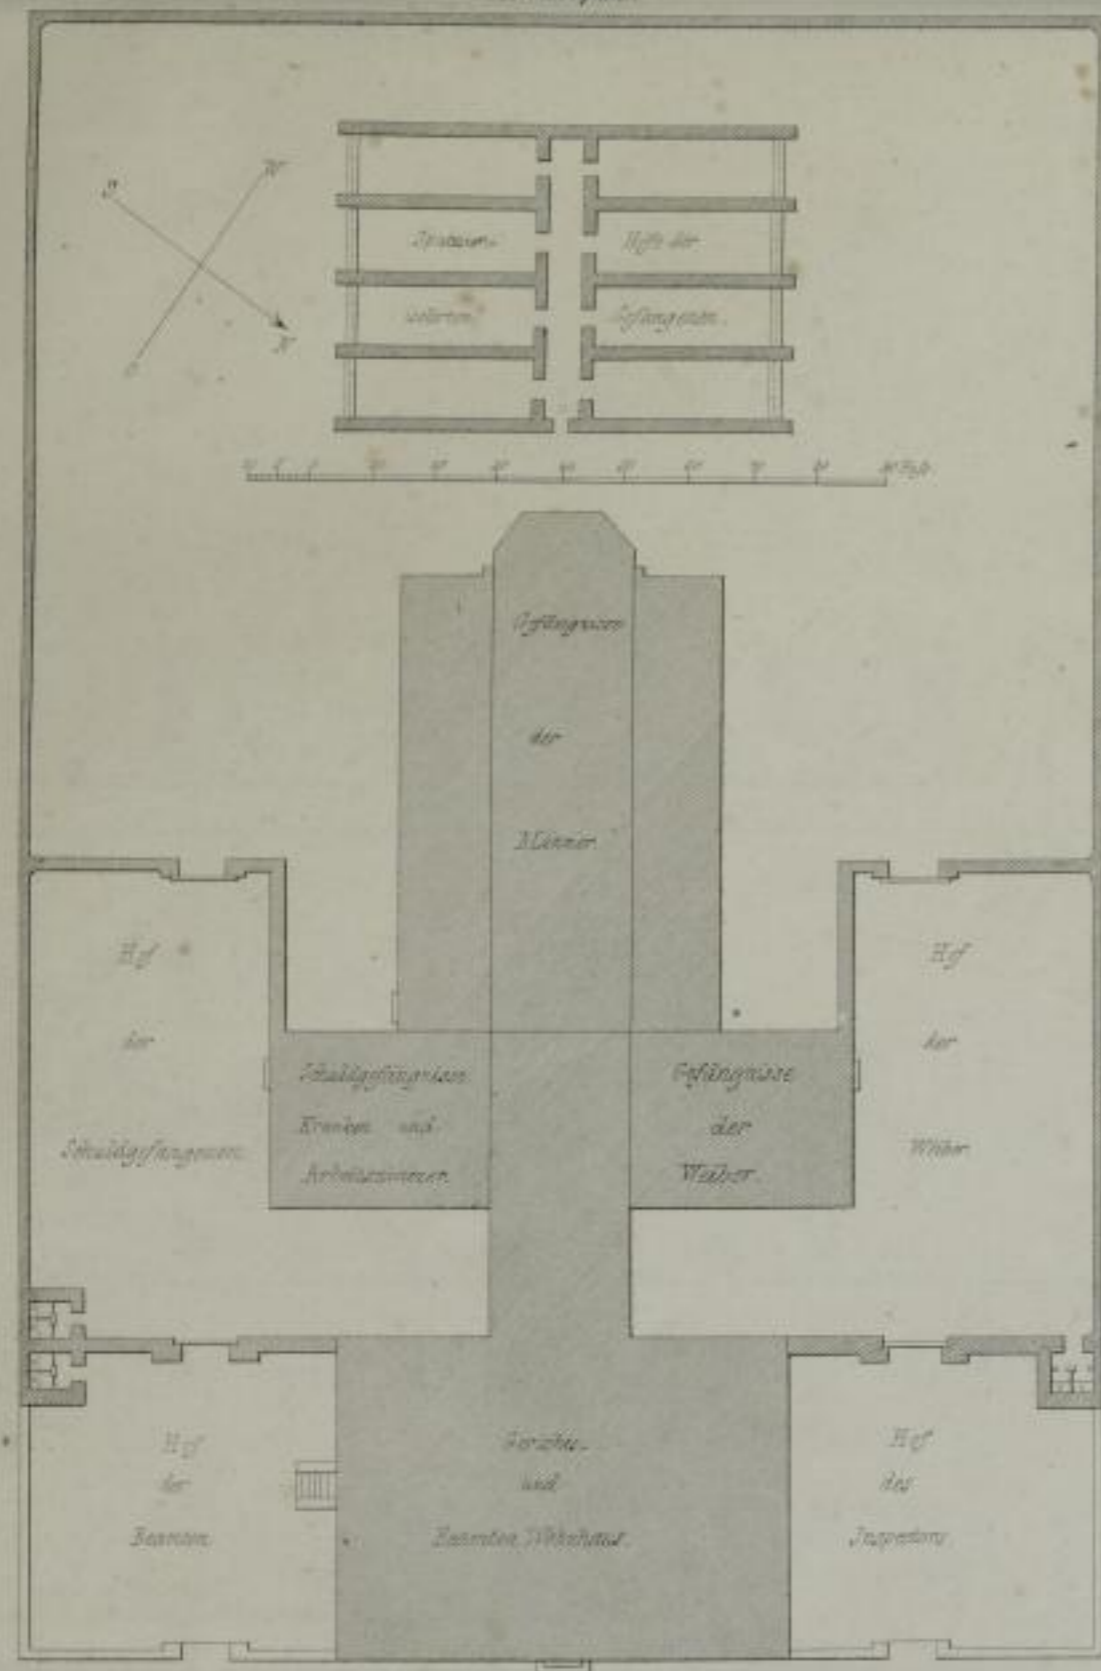 W
N
Höfe der
Gefangenen.
Gefängnisse
der
Männer.
Hof
der
Schuldgefangenen.
Schuldgefängnisse
Kranken und
Arbeitszimmer.
Gefängnisse
der
Weiber.
Hof
der
Weiber
Hof
der
Beamten
Gerichts-
und
Beamten Wohnhaus.
Hof
des
Inspectors.